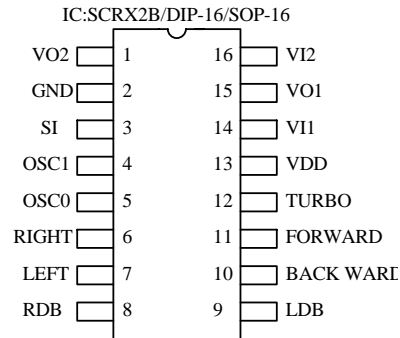 IC:SCRX2B/DIP-16/SOP-16
VO2 1 16 VI2
GND 2 15 VO1
SI 3 14 VI1
OSC1 4 13 VDD
OSC0 5 12 TURBO
RIGHT 6 11 FORWARD
LEFT 7 10 BACK WARD
RDB 8 9 LDB